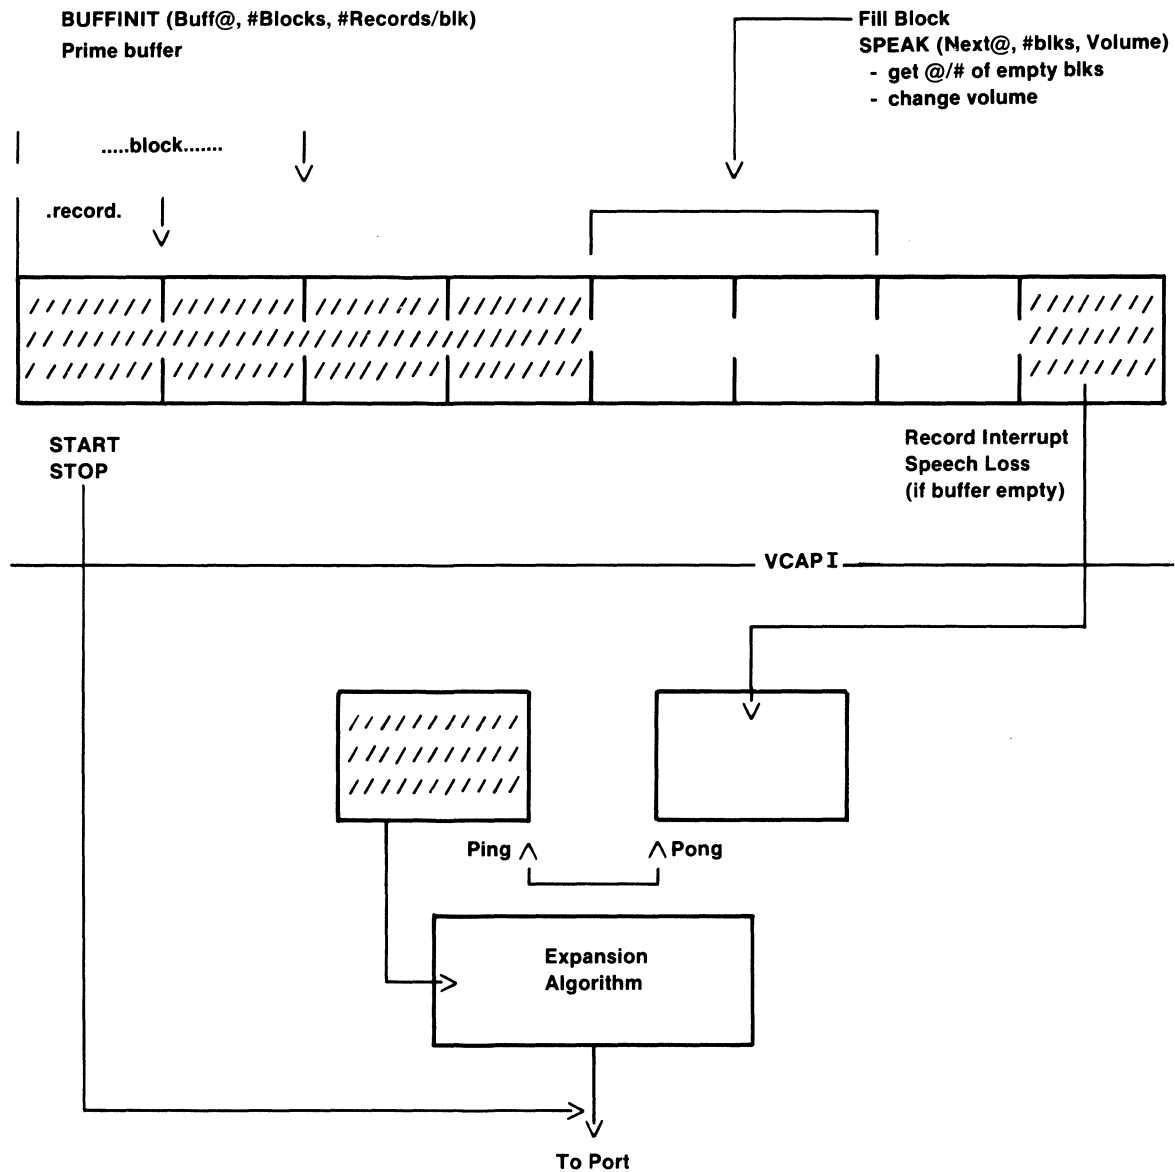 BUFFINIT (Buff@, #Blocks, #Records/blk)
Prime buffer
Fill Block
SPEAK (Next@, #blks, Volume)
- get @/# of empty blks
- change volume
.....block.......
.record.
START
STOP
Record Interrupt
Speech Loss
(if buffer empty)
VCAPI
Ping
Pong
Expansion
Algorithm
To Port